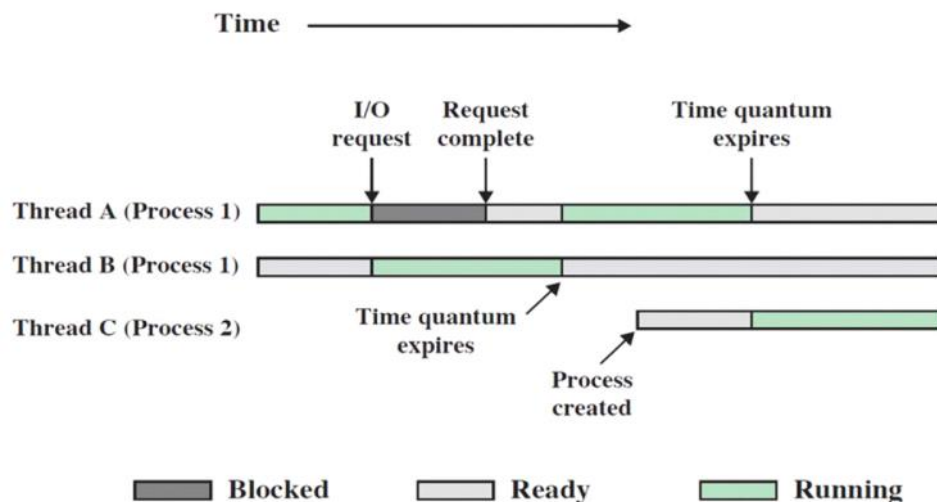 Time
I/O
request
Request
complete
Time quantum
expires
Thread A (Process 1)
Thread B (Process 1)
Thread C (Process 2)
Time quantum
expires
Process
created
Blocked
Ready
Running